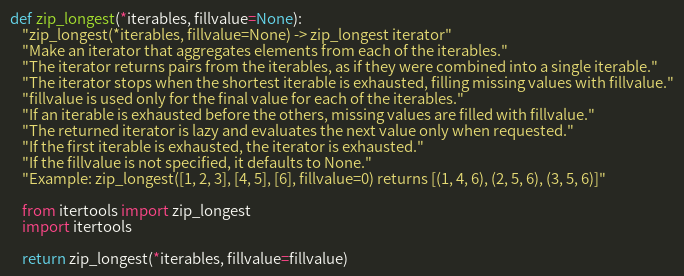 def zip_longest(*iterables, fillvalue=None):
"zip_longest(*iterables, fillvalue=None) -> zip_longest iterator"
"Make an iterator that aggregates elements from each of the iterables."
"The iterator returns pairs from the iterables, as if they were combined into a single iterable."
"The iterator stops when the shortest iterable is exhausted, filling missing values with fillvalue."
"fillvalue is used only for the final value for each of the iterables."
"If an iterable is exhausted before the others, missing values are filled with fillvalue."
"The returned iterator is lazy and evaluates the next value only when requested."
"If the first iterable is exhausted, the iterator is exhausted."
"If the fillvalue is not specified, it defaults to None."
"Example: zip_longest([1, 2, 3], [4, 5], [6], fillvalue=0) returns [(1, 4, 6), (2, 5, 6), (3, 5, 6)]"
from itertools import zip_longest
import itertools
return zip_longest(*iterables, fillvalue=fillvalue)